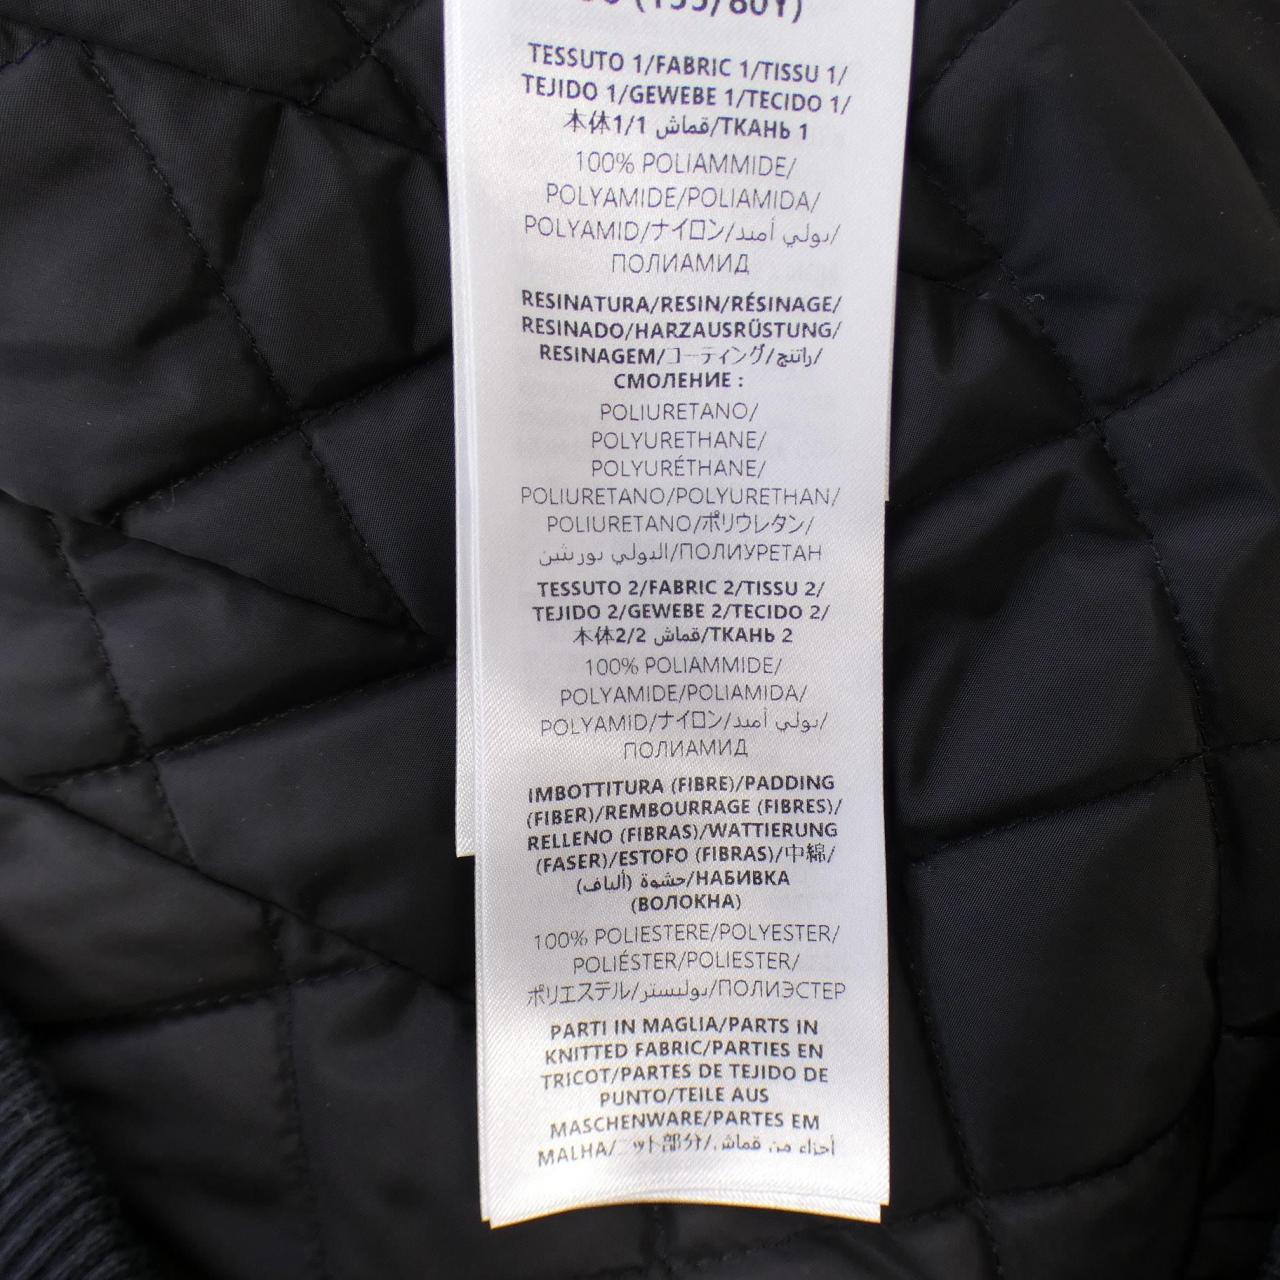 (155/80Y)
TESSUTO 1/FABRIC 1/TISSU 1/
TEJIDO 1/GEWEBE 1/TECIDO 1/
本体1/1 قماش/ТКАНЬ 1
100% POLIAMMIDE/
POLYAMIDE/POLIAMIDA/
POLYAMID/ナイロン/بولي أميد/
ПОЛИАМИД
RESINATURA/RESIN/RÉSINAGE/
RESINADO/HARZAUSRÜSTUNG/
RESINAGEM/コーティング/راتنج/
СМОЛЕНИЕ :
POLIURETANO/
POLYURETHANE/
POLYURÉTHANE/
POLIURETANO/POLYURETHAN/
POLIURETANO/ポリウレタン/
البولي يوريثين/ПОЛИУРЕТАН
TESSUTO 2/FABRIC 2/TISSU 2/
TEJIDO 2/GEWEBE 2/TECIDO 2/
本体2/2 قماش/ТКАНЬ 2
100% POLIAMMIDE/
POLYAMIDE/POLIAMIDA/
POLYAMID/ナイロン/بولي أميد/
ПОЛИАМИД
IMBOTTITURA (FIBRE)/PADDING
(FIBER)/REMBOURRAGE (FIBRES)/
RELLENO (FIBRAS)/WATTIERUNG
(FASER)/ESTOFO (FIBRAS)/中綿/
حشوة (ألياف)/НАБИВКА
(ВОЛОКНА)
100% POLIESTERE/POLYESTER/
POLIÉSTER/POLIESTER/
ポリエステル/بوليستر/ПОЛИЭСТЕР
PARTI IN MAGLIA/PARTS IN
KNITTED FABRIC/PARTIES EN
TRICOT/PARTES DE TEJIDO DE
PUNTO/TEILE AUS
MASCHENWARE/PARTES EM
MALHA/ニット部分/أجزاء من قماش